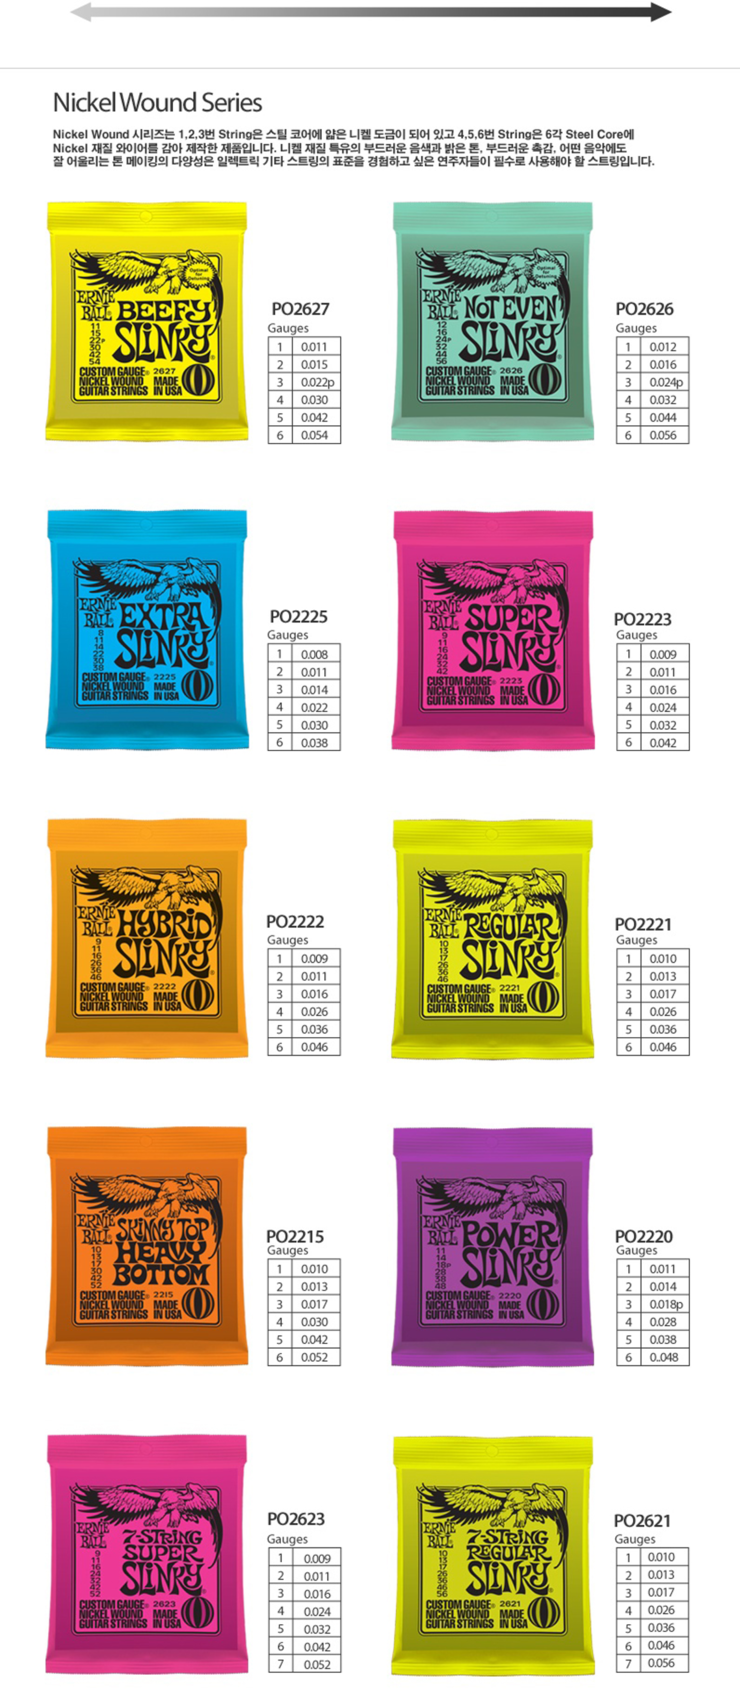 Nickel Wound Series
Nickel Wound 시리즈는 1,2,3번 String은 스틸 코어에 얇은 니켈 도금이 되어 있고 4,5,6번 String은 6각 Steel Core에
Nickel 재질 와이어를 감아 제작한 제품입니다. 니켈 재질 특유의 부드러운 음색과 밝은 톤, 부드러운 촉감, 어떤 음악에도
잘 어울리는 톤 메이킹의 다양성은 일렉트릭 기타 스트링의 표준을 경험하고 싶은 연주자들이 필수로 사용해야 할 스트링입니다.
Optimal
for
Detuning
ERNIE
BALL
BEEFY
SLINKY
11
15
22P
30
42
54
CUSTOM GAUGE 2627
NICKEL WOUND MADE
GUITAR STRINGS IN USA
PO2627
Gauges
1 0.011
2 0.015
3 0.022p
4 0.030
5 0.042
6 0.054
Optimal
for
Detuning
ERNIE
BALL
NOT EVEN
SLINKY
12
16
24P
32
44
56
CUSTOM GAUGE 2626
NICKEL WOUND MADE
GUITAR STRINGS IN USA
PO2626
Gauges
1 0.012
2 0.016
3 0.024p
4 0.032
5 0.044
6 0.056
ERNIE
BALL
EXTRA
SLINKY
8
11
14
22
30
38
CUSTOM GAUGE 2225
NICKEL WOUND MADE
GUITAR STRINGS IN USA
PO2225
Gauges
1 0.008
2 0.011
3 0.014
4 0.022
5 0.030
6 0.038
ERNIE
BALL
SUPER
SLINKY
9
11
16
24
32
42
CUSTOM GAUGE 2223
NICKEL WOUND MADE
GUITAR STRINGS IN USA
PO2223
Gauges
1 0.009
2 0.011
3 0.016
4 0.024
5 0.032
6 0.042
ERNIE
BALL
HYBRID
SLINKY
9
11
16
26
36
46
CUSTOM GAUGE 2222
NICKEL WOUND MADE
GUITAR STRINGS IN USA
PO2222
Gauges
1 0.009
2 0.011
3 0.016
4 0.026
5 0.036
6 0.046
ERNIE
BALL
REGULAR
SLINKY
10
13
17
26
36
46
CUSTOM GAUGE 2221
NICKEL WOUND MADE
GUITAR STRINGS IN USA
PO2221
Gauges
1 0.010
2 0.013
3 0.017
4 0.026
5 0.036
6 0.046
ERNIE
BALL
SKINNY TOP
HEAVY
BOTTOM
10
13
17
30
42
52
CUSTOM GAUGE 2215
NICKEL WOUND MADE
GUITAR STRINGS IN USA
PO2215
Gauges
1 0.010
2 0.013
3 0.017
4 0.030
5 0.042
6 0.052
ERNIE
BALL
POWER
SLINKY
11
14
18P
28
38
48
CUSTOM GAUGE 2220
NICKEL WOUND MADE
GUITAR STRINGS IN USA
PO2220
Gauges
1 0.011
2 0.014
3 0.018p
4 0.028
5 0.038
6 0..048
ERNIE
BALL
7-STRING
SUPER
SLINKY
9
11
16
24
32
42
52
CUSTOM GAUGE 2623
NICKEL WOUND MADE
GUITAR STRINGS IN USA
PO2623
Gauges
1 0.009
2 0.011
3 0.016
4 0.024
5 0.032
6 0.042
7 0.052
ERNIE
BALL
7-STRING
REGULAR
SLINKY
10
13
17
26
36
46
56
CUSTOM GAUGE 2621
NICKEL WOUND MADE
GUITAR STRINGS IN USA
PO2621
Gauges
1 0.010
2 0.013
3 0.017
4 0.026
5 0.036
6 0.046
7 0.056